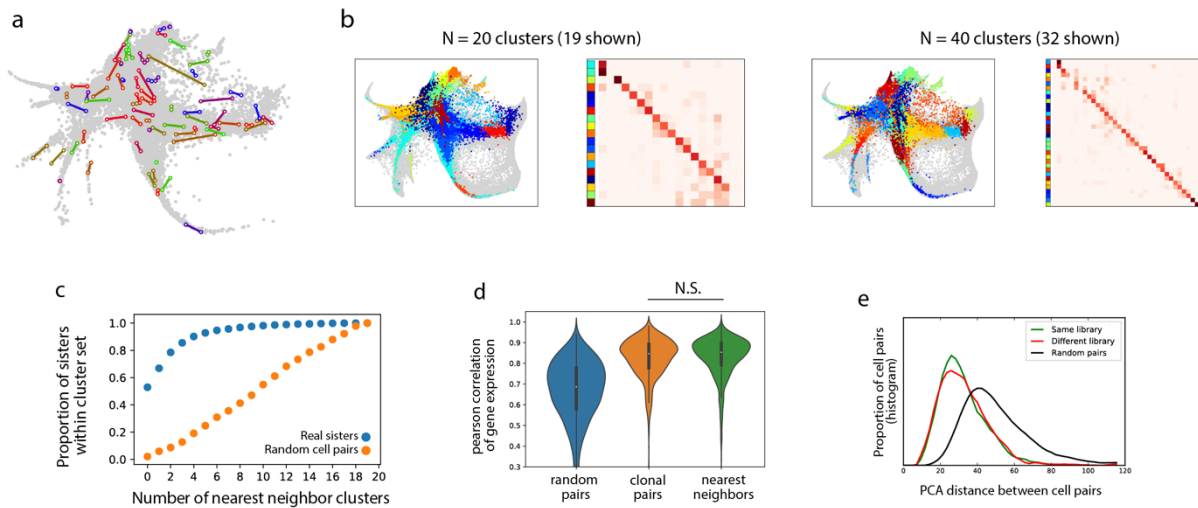 a
b
N = 20 clusters (19 shown)
N = 40 clusters (32 shown)
c
Proportion of sisters
within cluster set
1.0
0.8
0.6
0.4
0.2
0.0
Real sisters
Random cell pairs
0 2 4 6 8 10 12 14 16 18 20
Number of nearest neighbor clusters
d
N.S.
pearson correlation
of gene expression
1.0
0.9
0.8
0.7
0.6
0.5
0.4
0.3
random
pairs
clonal
pairs
nearest
neighbors
e
Proportion of cell pairs
(histogram)
Same library
Different library
Random pairs
0 20 40 60 80 100 120
PCA distance between cell pairs